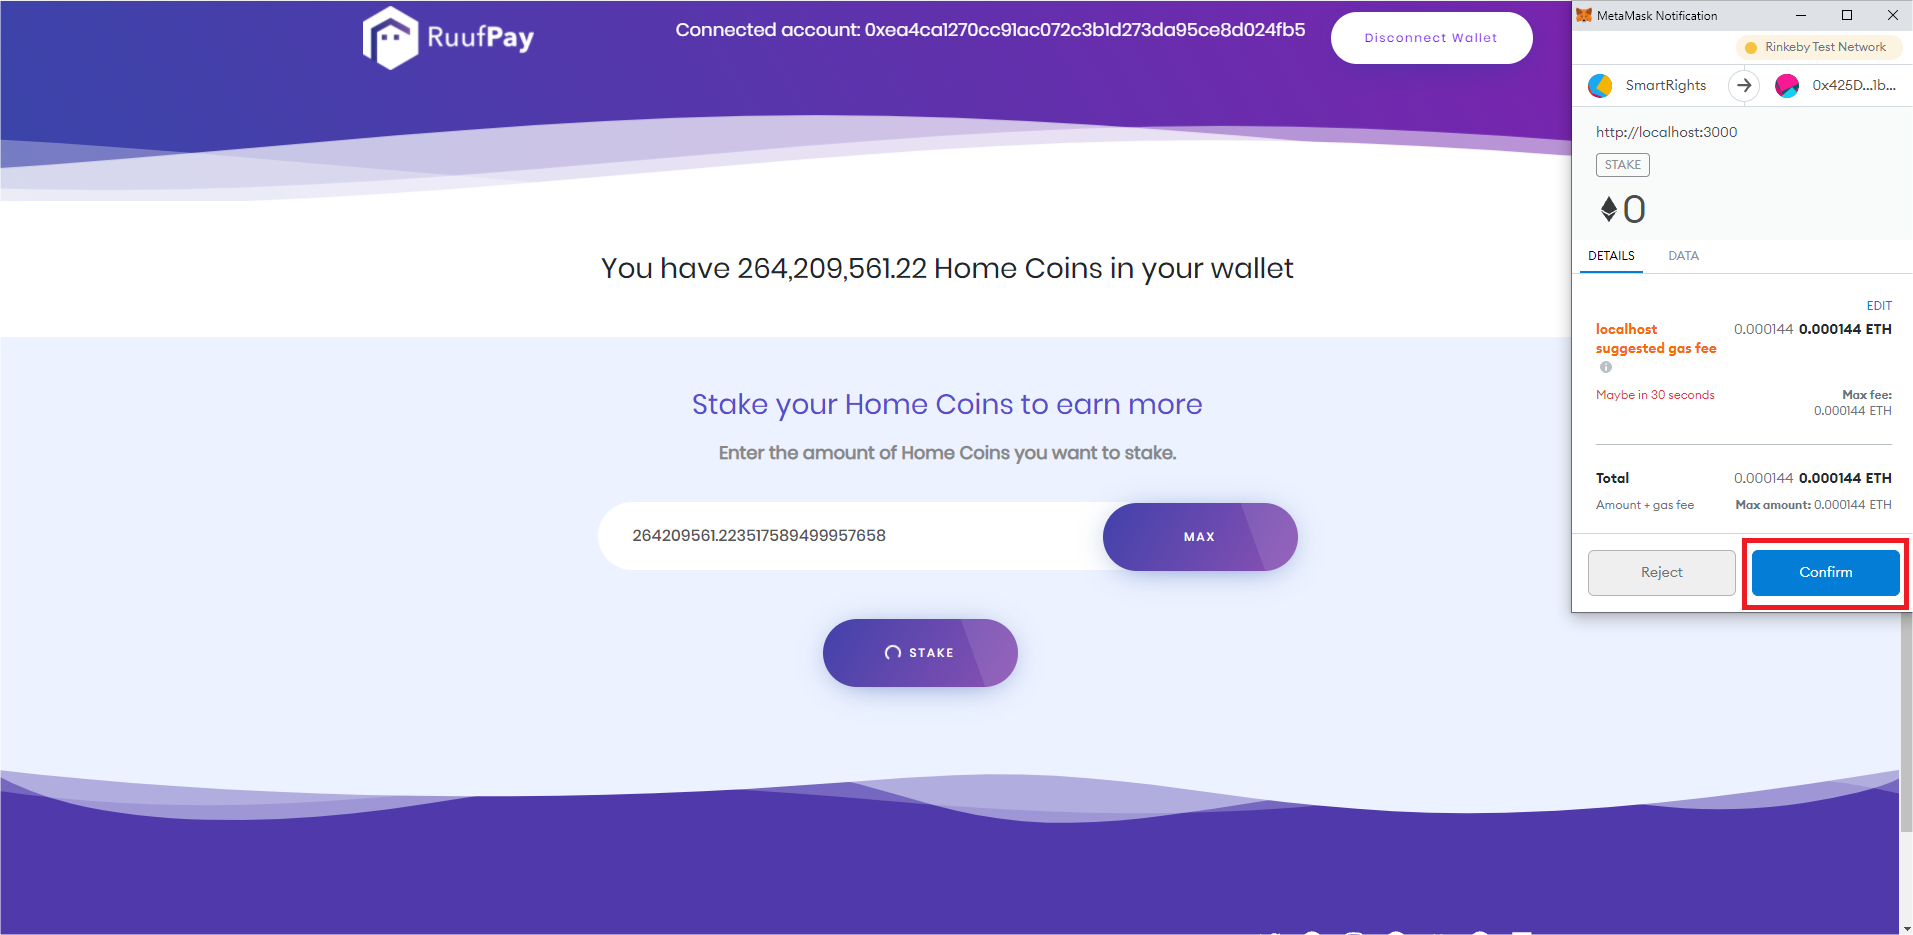 RuufPay
Connected account: 0xea4ca1270cc91ac072c3b1d273da95ce8d024fb5
Disconnect Wallet
You have 264,209,561.22 Home Coins in your wallet
Stake your Home Coins to earn more
Enter the amount of Home Coins you want to stake.
264209561.223517589499957658
MAX
STAKE
MetaMask Notification
Rinkeby Test Network
SmartRights
0x425D...1b...
http://localhost:3000
STAKE
0
DETAILS DATA
EDIT
localhost 0.000144 0.000144 ETH
suggested gas fee
Maybe in 30 seconds Max fee:
0.000144 ETH
Total 0.000144 0.000144 ETH
Amount + gas fee Max amount: 0.000144 ETH
Reject Confirm